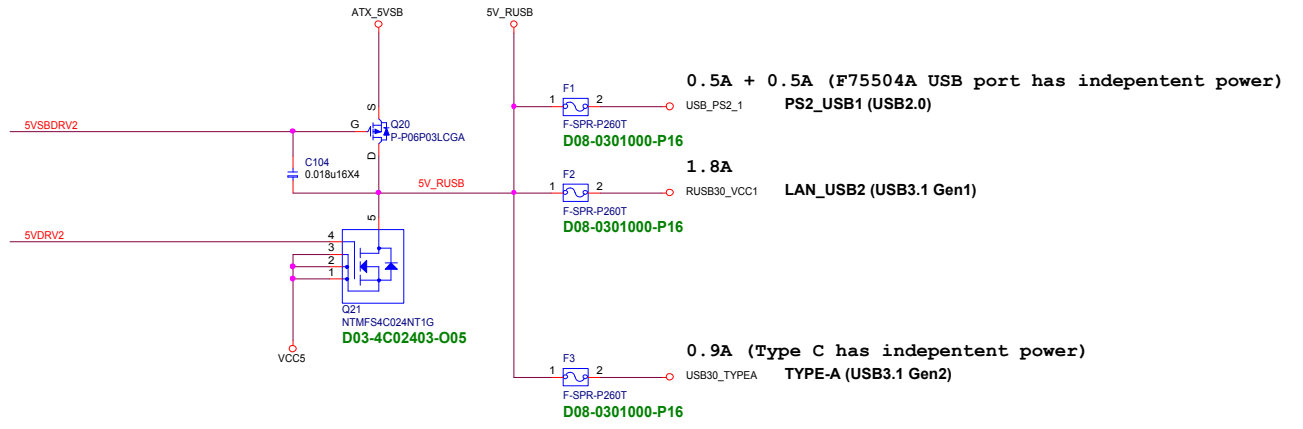 ATX_5VSB
5V_RUSB
0.5A + 0.5A (F75504A USB port has indepentent power)
F1
1
2
USB_PS2_1
PS2_USB1 (USB2.0)
F-SPR-P260T
D08-0301000-P16
5VSBDRV2
S
G
Q20
P-P06P03LCGA
D
C104
0.018u16X4
5V_RUSB
1.8A
F2
1
2
RUSB30_VCC1
LAN_USB2 (USB3.1 Gen1)
F-SPR-P260T
D08-0301000-P16
5VDRV2
5
4
3
2
1
Q21
NTMFS4C024NT1G
D03-4C02403-O05
VCC5
0.9A (Type C has indepentent power)
F3
1
2
USB30_TYPEA
TYPE-A (USB3.1 Gen2)
F-SPR-P260T
D08-0301000-P16